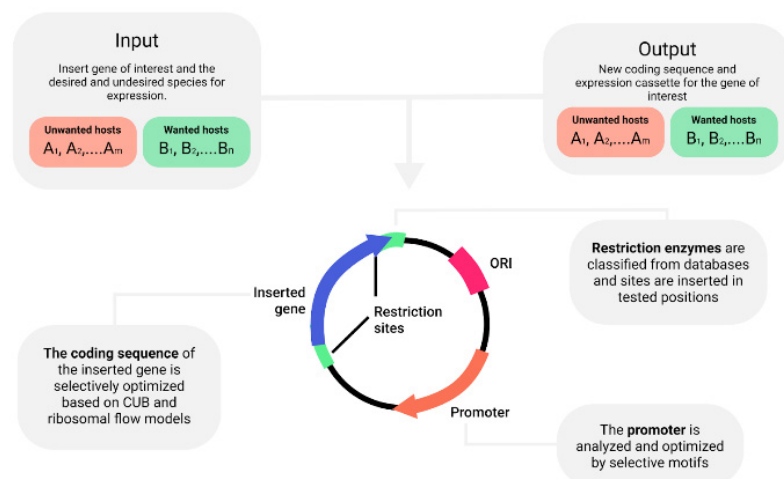 Input
Insert gene of interest and the
desired and undesired species for
expression.
Unwanted hosts
A₁, A₂,....Aₘ
Wanted hosts
B₁, B₂,....Bₙ
Output
New coding sequence and
expression cassette for the gene of
interest
Unwanted hosts
A₁, A₂,....Aₘ
Wanted hosts
B₁, B₂,....Bₙ
Restriction enzymes are
classified from databases
and sites are inserted in
tested positions
ORI
Inserted
gene
Restriction
sites
The coding sequence of
the inserted gene is
selectively optimized
based on CUB and
ribosomal flow models
Promoter
The promoter is
analyzed and optimized
by selective motifs